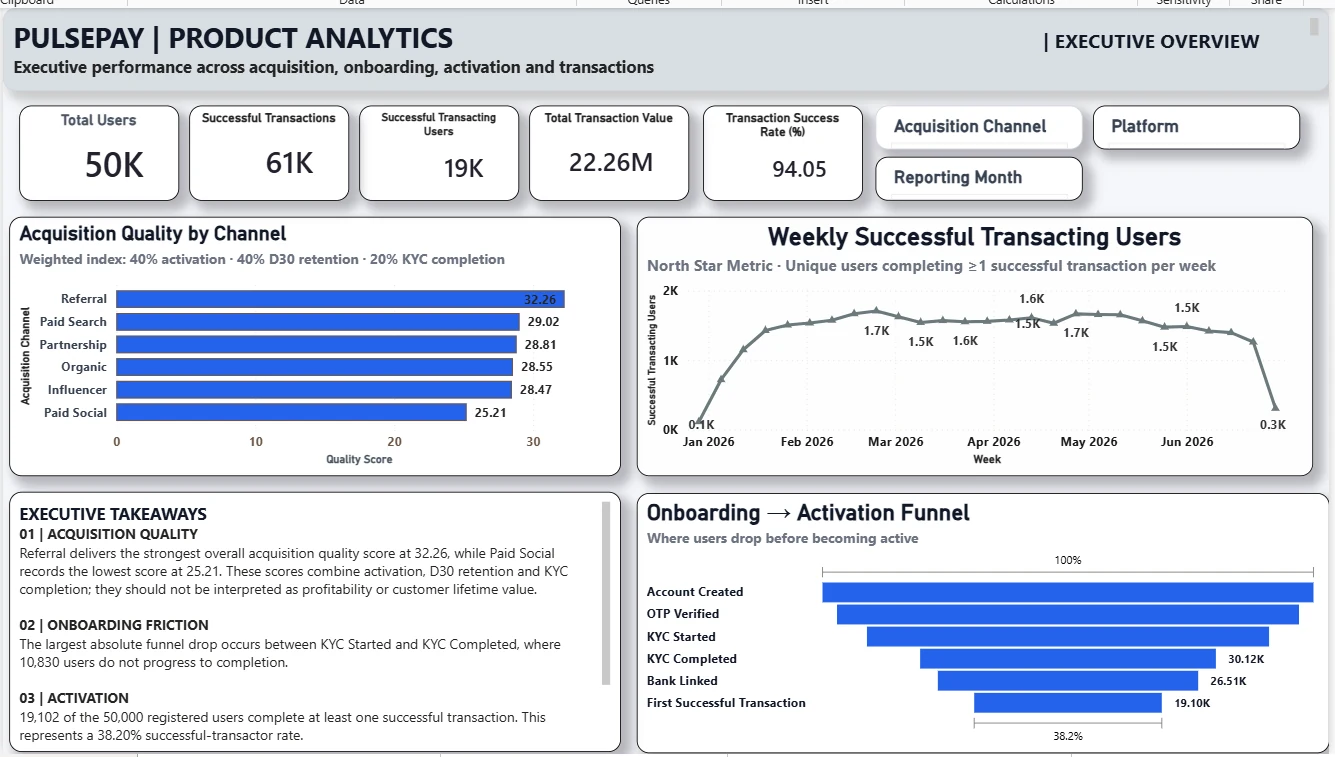 Clipboard
Data
Queries
Insert
Calculations
Sensitivity
Share
PULSEPAY | PRODUCT ANALYTICS
| EXECUTIVE OVERVIEW
Executive performance across acquisition, onboarding, activation and transactions
Total Users
50K
Successful Transactions
61K
Successful Transacting
Users
19K
Total Transaction Value
22.26M
Transaction Success
Rate (%)
94.05
Acquisition Channel
Platform
Reporting Month
Acquisition Quality by Channel
Weighted index: 40% activation · 40% D30 retention · 20% KYC completion
Acquisition Channel
Referral 32.26
Paid Search 29.02
Partnership 28.81
Organic 28.55
Influencer 28.47
Paid Social 25.21
0 10 20 30
Quality Score
Weekly Successful Transacting Users
North Star Metric · Unique users completing ≥1 successful transaction per week
Successful Transacting Users
2K
1K
0K
0.1K
1.7K
1.5K
1.6K
1.6K
1.5K
1.7K
1.5K
1.5K
0.3K
Jan 2026 Feb 2026 Mar 2026 Apr 2026 May 2026 Jun 2026
Week
EXECUTIVE TAKEAWAYS
01 | ACQUISITION QUALITY
Referral delivers the strongest overall acquisition quality score at 32.26, while Paid Social
records the lowest score at 25.21. These scores combine activation, D30 retention and KYC
completion; they should not be interpreted as profitability or customer lifetime value.
02 | ONBOARDING FRICTION
The largest absolute funnel drop occurs between KYC Started and KYC Completed, where
10,830 users do not progress to completion.
03 | ACTIVATION
19,102 of the 50,000 registered users complete at least one successful transaction. This
represents a 38.20% successful-transactor rate.
Onboarding → Activation Funnel
Where users drop before becoming active
100%
Account Created
OTP Verified
KYC Started
KYC Completed 30.12K
Bank Linked 26.51K
First Successful Transaction 19.10K
38.2%